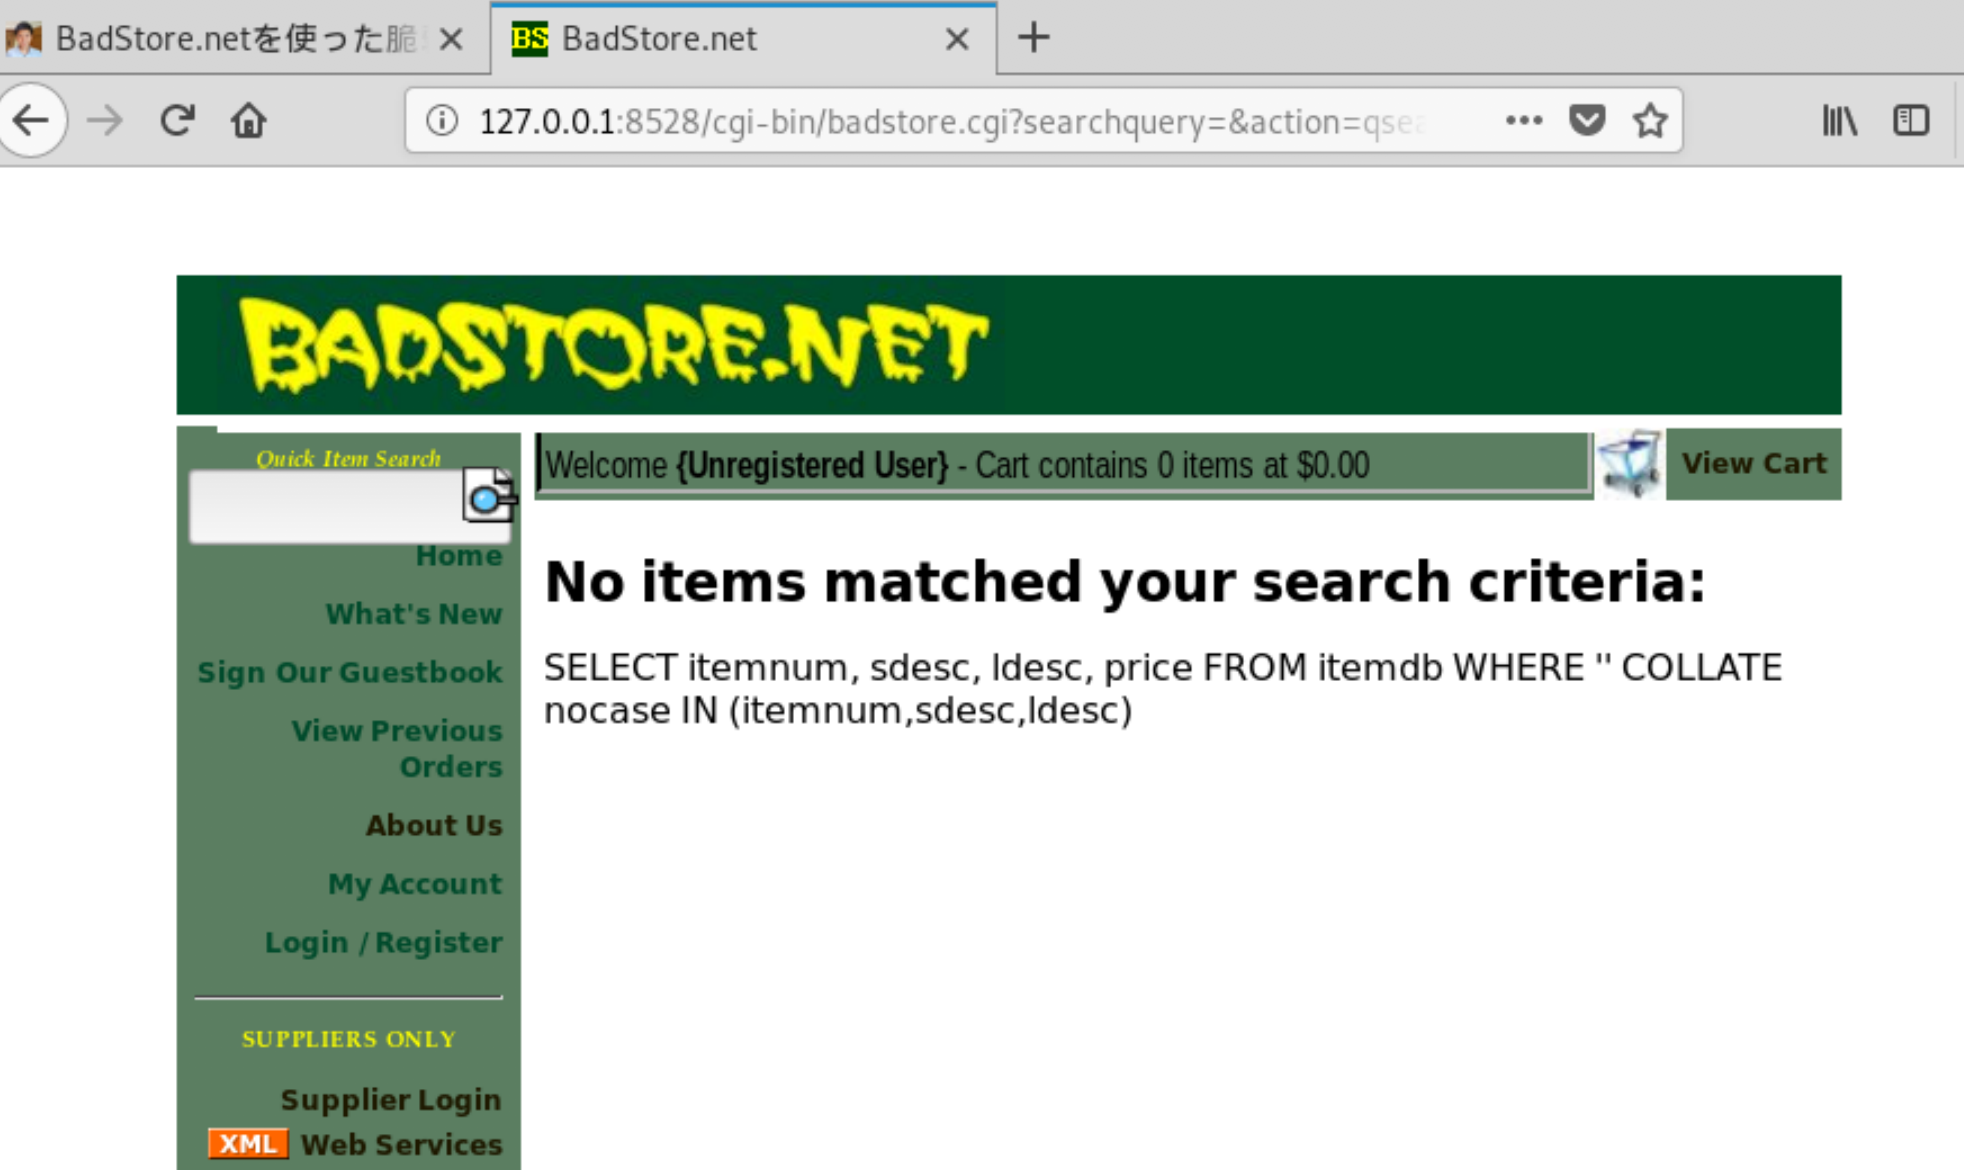 BadStore.netを使った脆
BadStore.net
127.0.0.1:8528/cgi-bin/badstore.cgi?searchquery=&action=qsea
BADSTORE.NET
Quick Item Search
Welcome {Unregistered User} - Cart contains 0 items at $0.00
View Cart
Home
What's New
Sign Our Guestbook
View Previous
Orders
About Us
My Account
Login / Register
SUPPLIERS ONLY
Supplier Login
XML Web Services
No items matched your search criteria:
SELECT itemnum, sdesc, ldesc, price FROM itemdb WHERE '' COLLATE
nocase IN (itemnum,sdesc,ldesc)